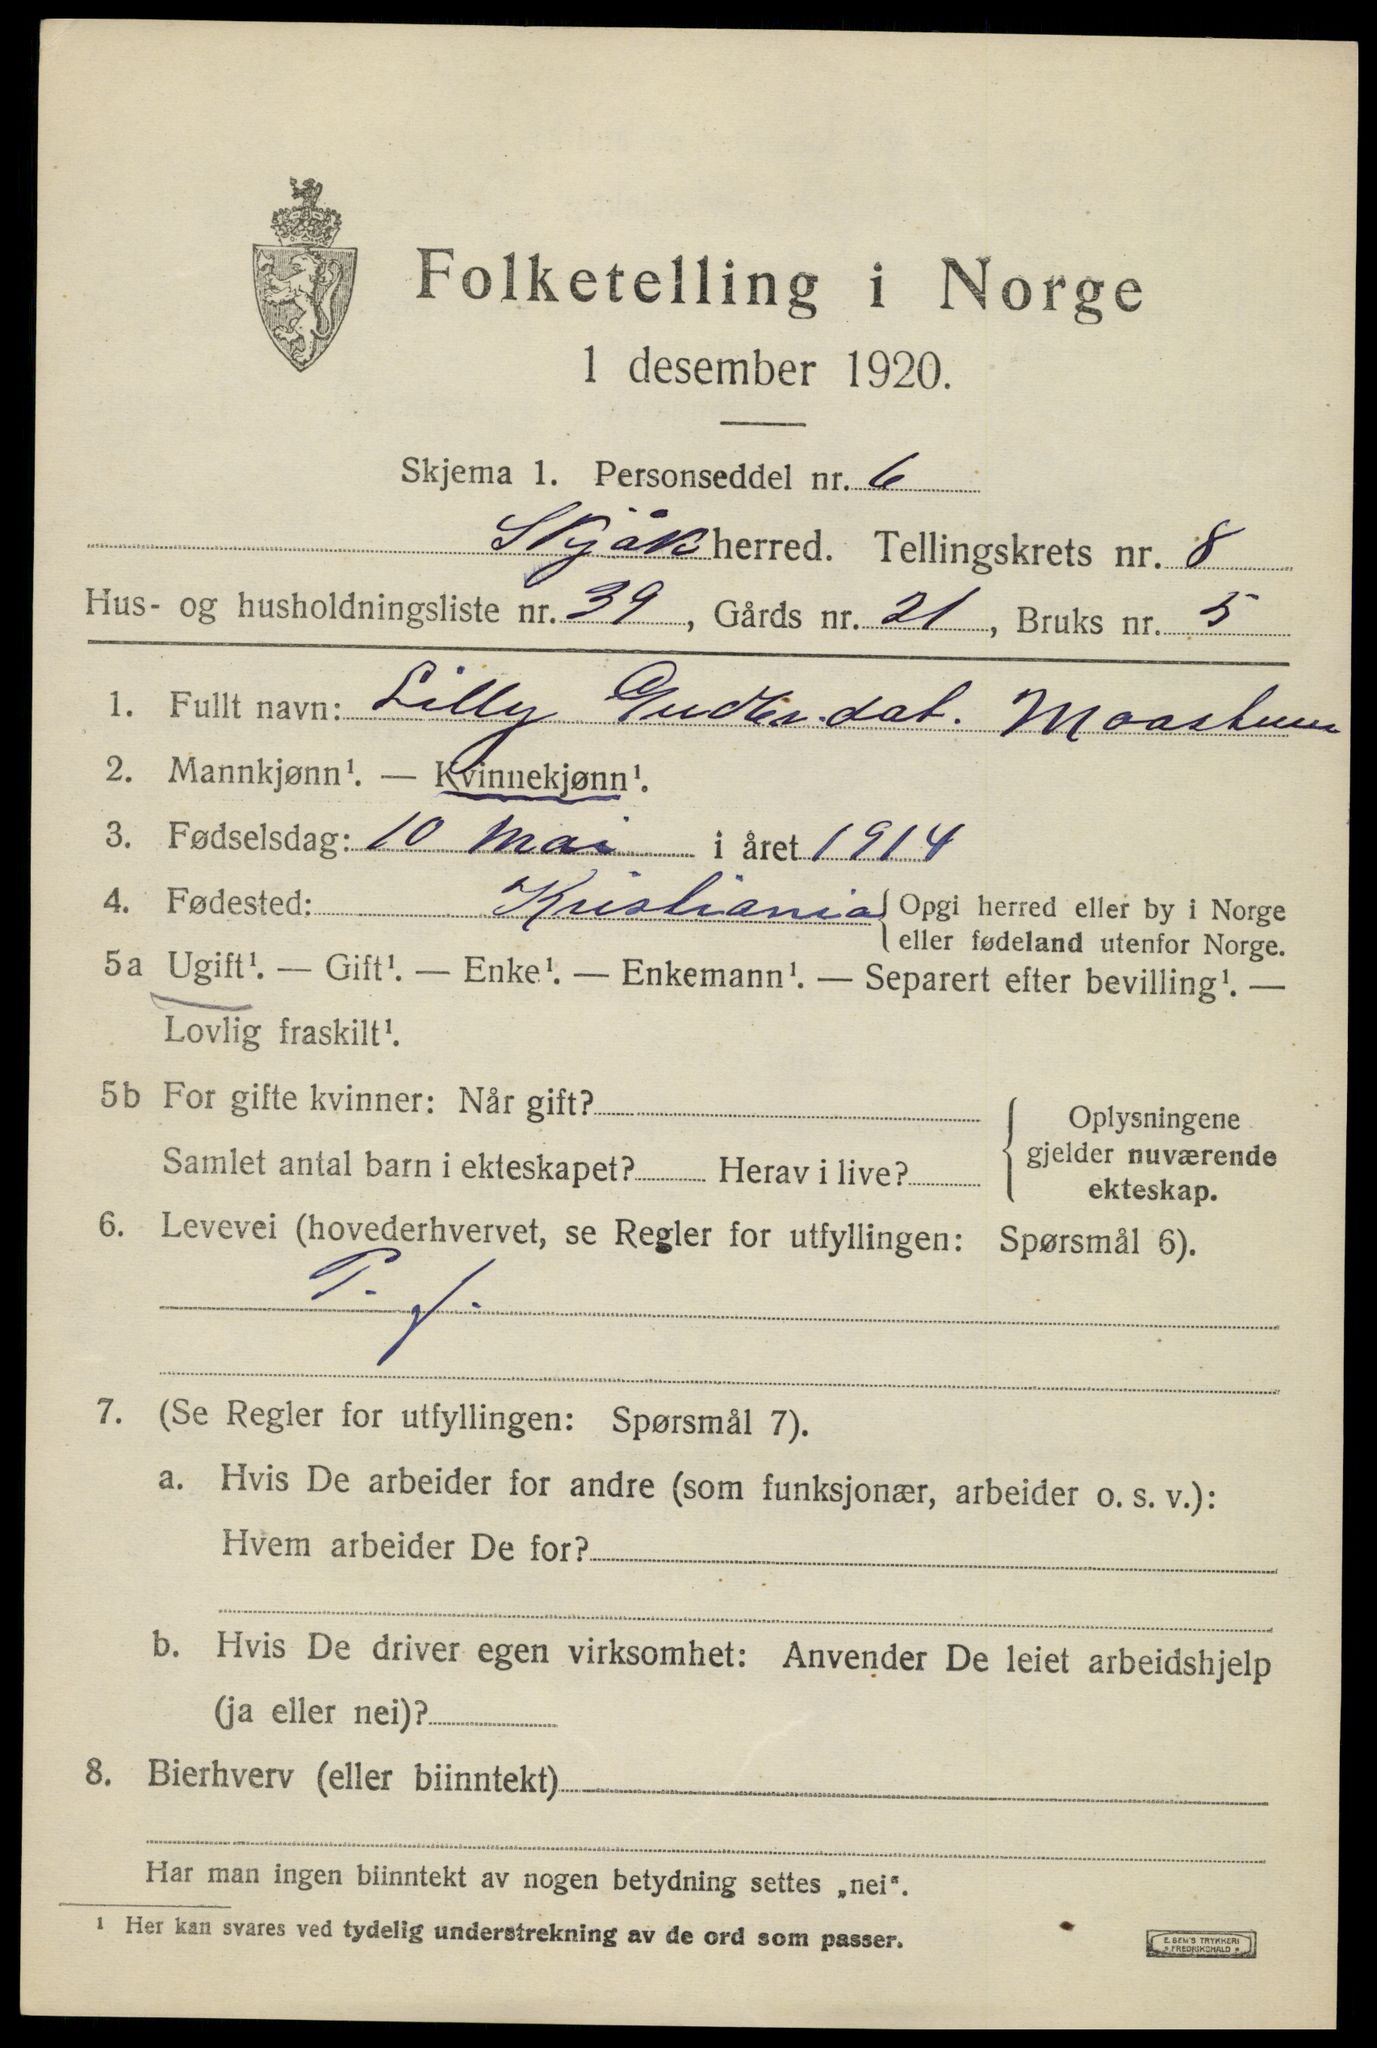 Folketelling i Norge
1 desember 1920.
Skjema 1. Personseddel nr. 6
Skjåk herred. Tellingskrets nr. 8
Hus- og husholdningsliste nr. 39, Gårds nr. 21, Bruks nr. 5
1. Fullt navn: Lilly
2. Mannkjønn¹. — Kvinnekjønn¹.
3. Fødselsdag: 10 Mai i året 1914
4. Fødested: Kristiania { Opgi herred eller by i Norge
eller fødeland utenfor Norge.
5a Ugift¹. — Gift¹. — Enke¹. — Enkemann¹. — Separert efter bevilling¹. —
Lovlig fraskilt¹.
5b For gifte kvinner: Når gift?
Samlet antal barn i ekteskapet? Herav i live?
{ Oplysningene
gjelder nuværende
ekteskap.
6. Levevei (hovederhvervet, se Regler for utfyllingen: Spørsmål 6).
7. (Se Regler for utfyllingen: Spørsmål 7).
a. Hvis De arbeider for andre (som funksjonær, arbeider o. s. v.):
Hvem arbeider De for?
b. Hvis De driver egen virksomhet: Anvender De leiet arbeidshjelp
(ja eller nei)?
8. Bierhverv (eller biinntekt)
Har man ingen biinntekt av nogen betydning settes „nei".
¹ Her kan svares ved tydelig understrekning av de ord som passer.
E. SEM'S TRYKKERI
FREDRIKSHALD